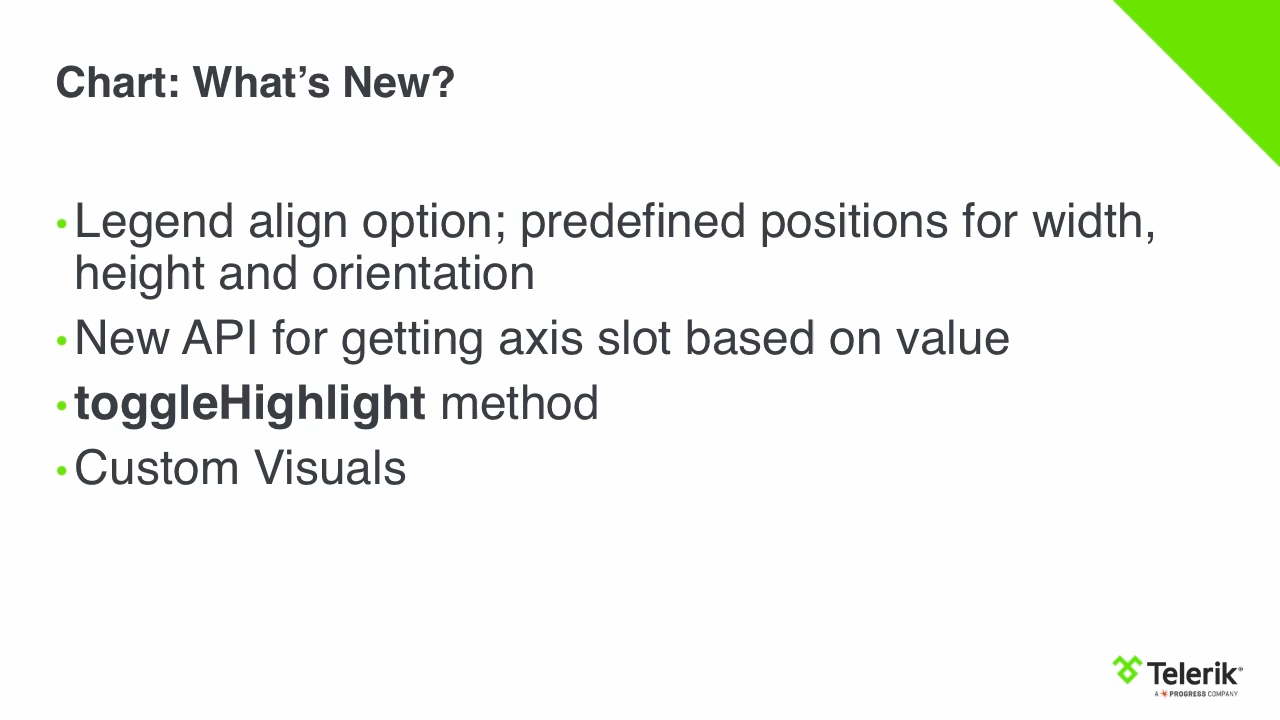 Chart: What’s New?
• Legend align option; predefined positions for width,
height and orientation
• New API for getting axis slot based on value
• toggleHighlight method
• Custom Visuals
Telerik®
A PROGRESS COMPANY